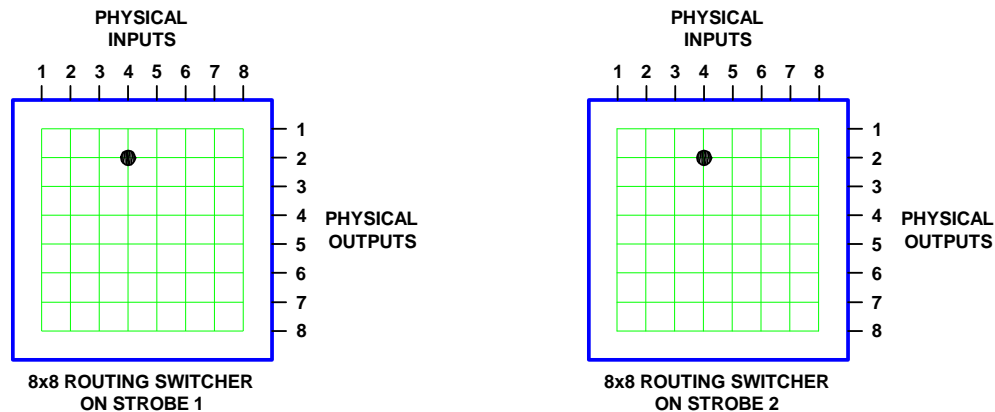 PHYSICAL
INPUTS
1 2 3 4 5 6 7 8
1
2
3
4
5
6
7
8
PHYSICAL
OUTPUTS
8x8 ROUTING SWITCHER
ON STROBE 1
PHYSICAL
INPUTS
1 2 3 4 5 6 7 8
1
2
3
4
5
6
7
8
PHYSICAL
OUTPUTS
8x8 ROUTING SWITCHER
ON STROBE 2